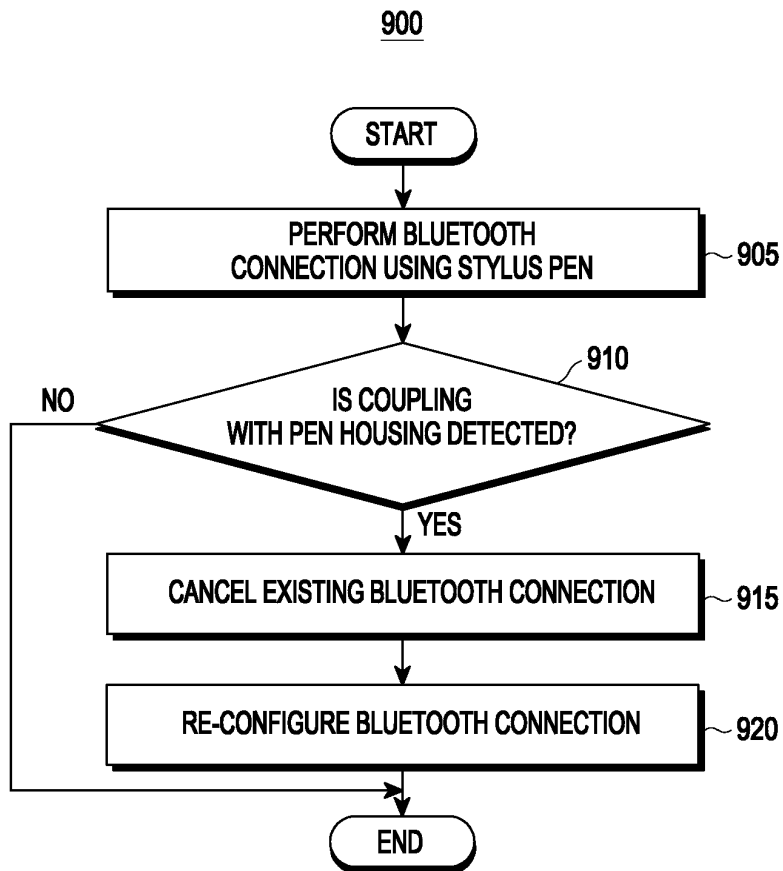 900
START
PERFORM BLUETOOTH
CONNECTION USING STYLUS PEN
905
910
IS COUPLING
WITH PEN HOUSING DETECTED?
NO
YES
CANCEL EXISTING BLUETOOTH CONNECTION
915
RE-CONFIGURE BLUETOOTH CONNECTION
920
END